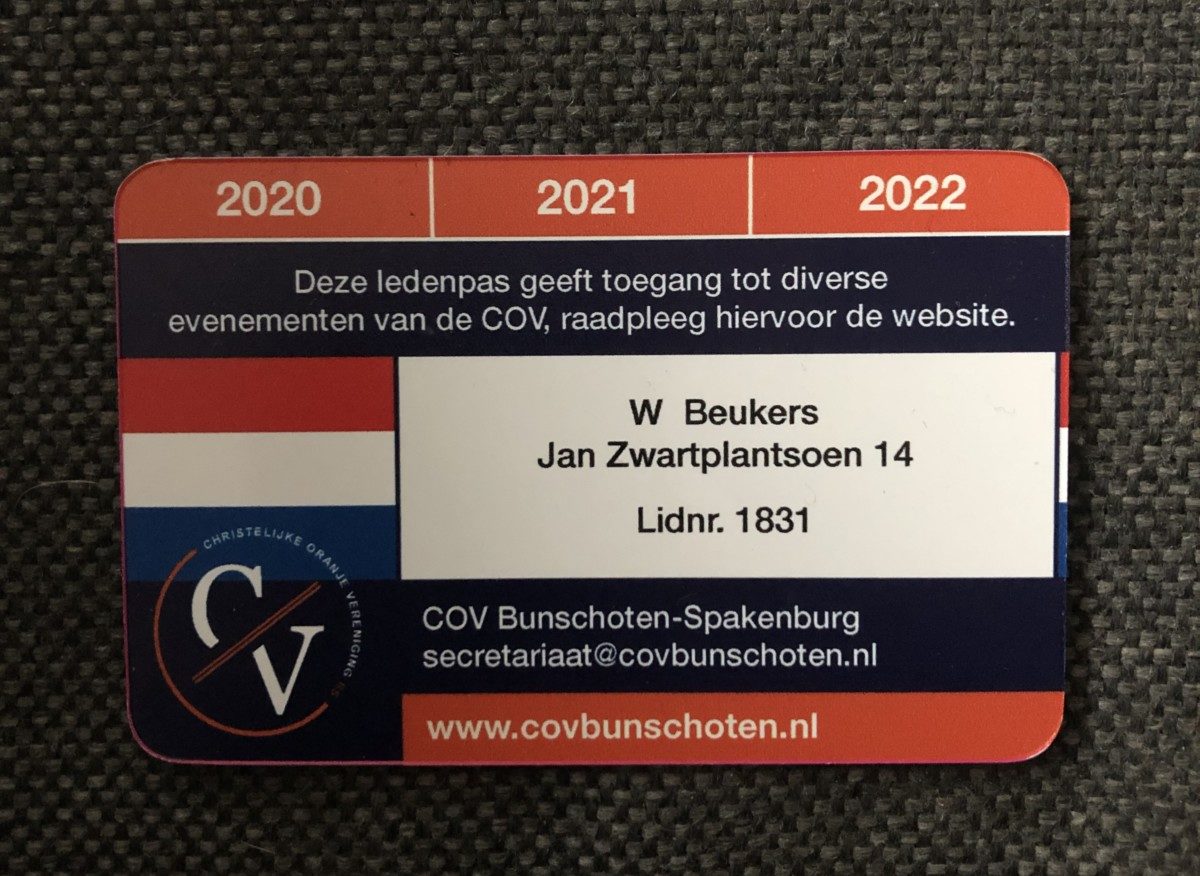 2020 2021 2022
Deze ledenpas geeft toegang tot diverse
evenementen van de COV, raadpleeg hiervoor de website.
W Beukers
Jan Zwartplantsoen 14
Lidnr. 1831
CHRISTELIJKE ORANJE VERENIGING BS
CV
COV Bunschoten-Spakenburg
secretariaat@covbunschoten.nl
www.covbunschoten.nl